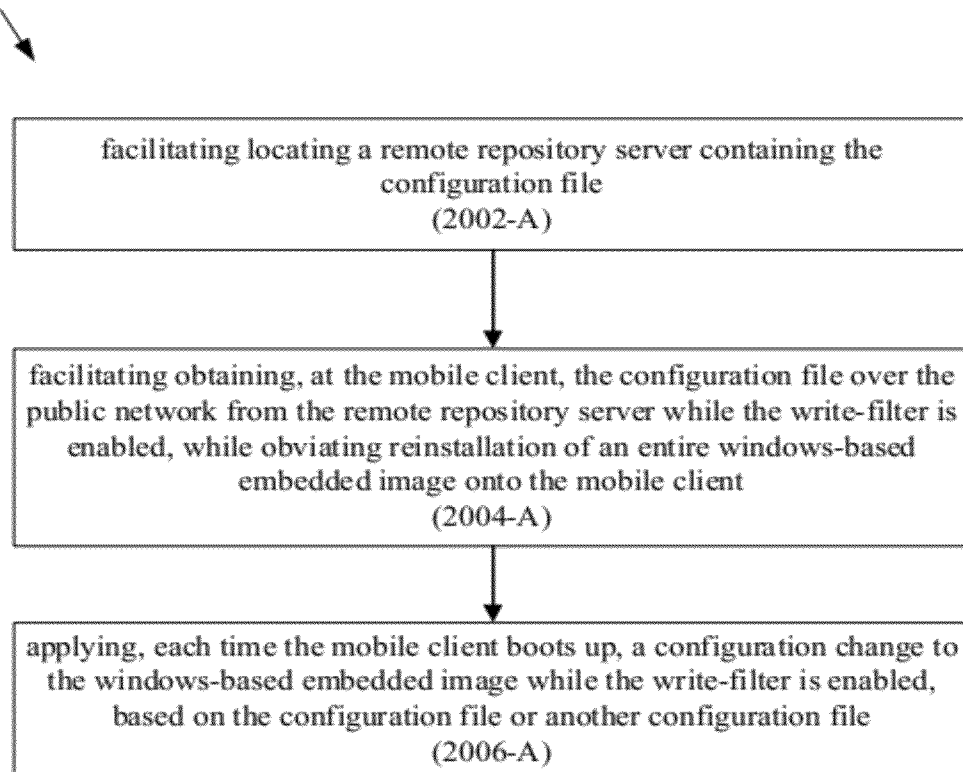 facilitating locating a remote repository server containing the
configuration file
(2002-A)
facilitating obtaining, at the mobile client, the configuration file over the
public network from the remote repository server while the write-filter is
enabled, while obviating reinstallation of an entire windows-based
embedded image onto the mobile client
(2004-A)
applying, each time the mobile client boots up, a configuration change to
the windows-based embedded image while the write-filter is enabled,
based on the configuration file or another configuration file
(2006-A)